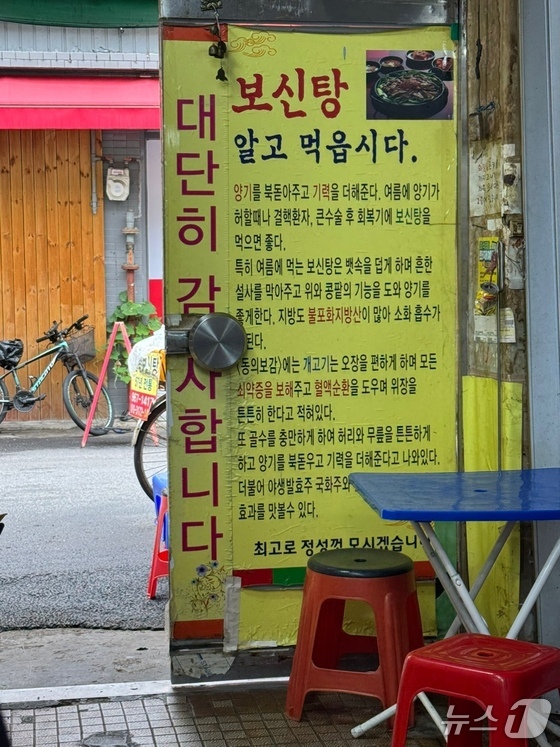 보신탕
알고 먹읍시다.
대단히 감사합니다
양기를 북돋아주고 기력을 더해준다. 여름에 양기가
허할때나 결핵환자, 큰수술 후 회복기에 보신탕을
먹으면 좋다.
특히 여름에 먹는 보신탕은 뱃속을 덥게 하며 흔한
설사를 막아주고 위와 콩팥의 기능을 도와 양기를
좋게한다. 지방도 불포화지방산이 많아 소화 흡수가
된다.
(동의보감)에는 개고기는 오장을 편하게 하며 모든
쇠약증을 보해주고 혈액순환을 도우며 위장을
튼튼히 한다고 적혀있다.
또 골수를 충만하게 하여 허리와 무릎을 튼튼하게
하고 양기를 북돋우고 기력을 더해준다고 나와있다.
더불어 야생발효주 국화주와
효과를 맛볼수 있다.
최고로 정성껏 모시겠습니
뉴스1